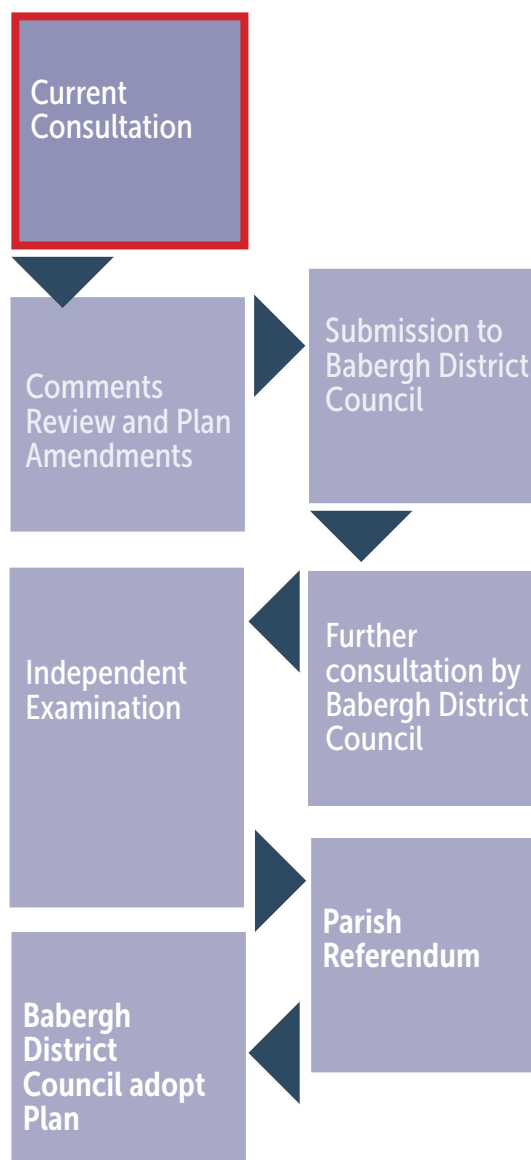 Current
Consultation
Comments
Review and Plan
Amendments
Submission to
Babergh District
Council
Further
consultation by
Babergh District
Council
Independent
Examination
Parish
Referendum
Babergh
District
Council adopt
Plan